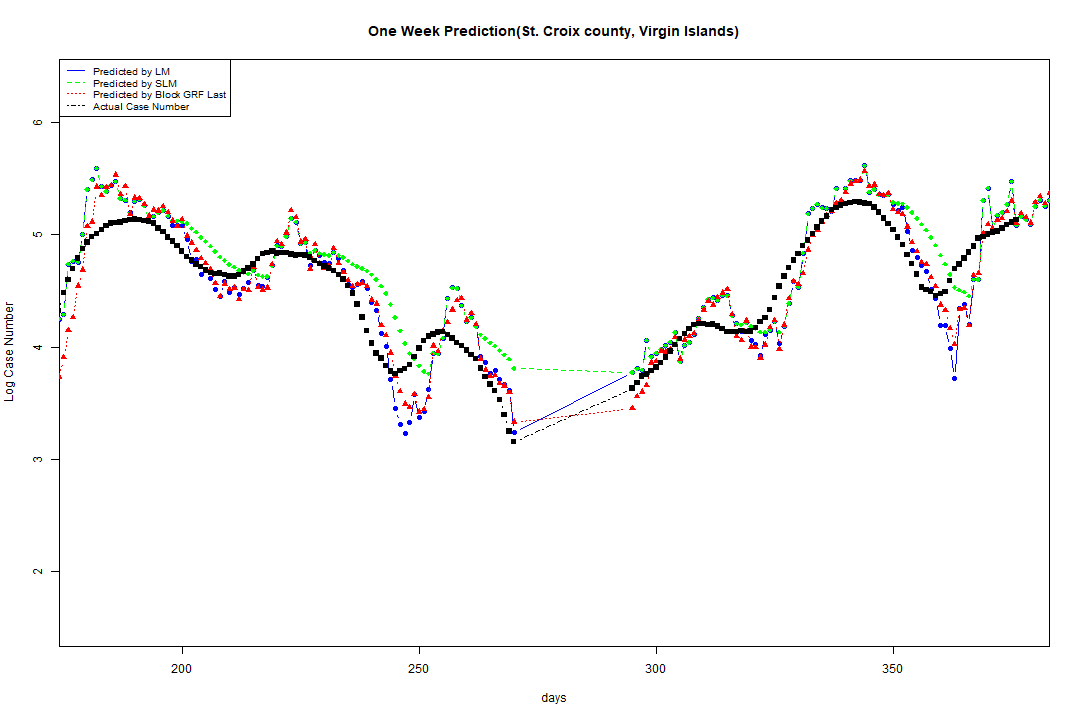 One Week Prediction(St. Croix county, Virgin Islands)
Predicted by LM
Predicted by SLM
Predicted by Block GRF Last
Actual Case Number
6
5
4
3
2
Log Case Number
200
250
300
350
days